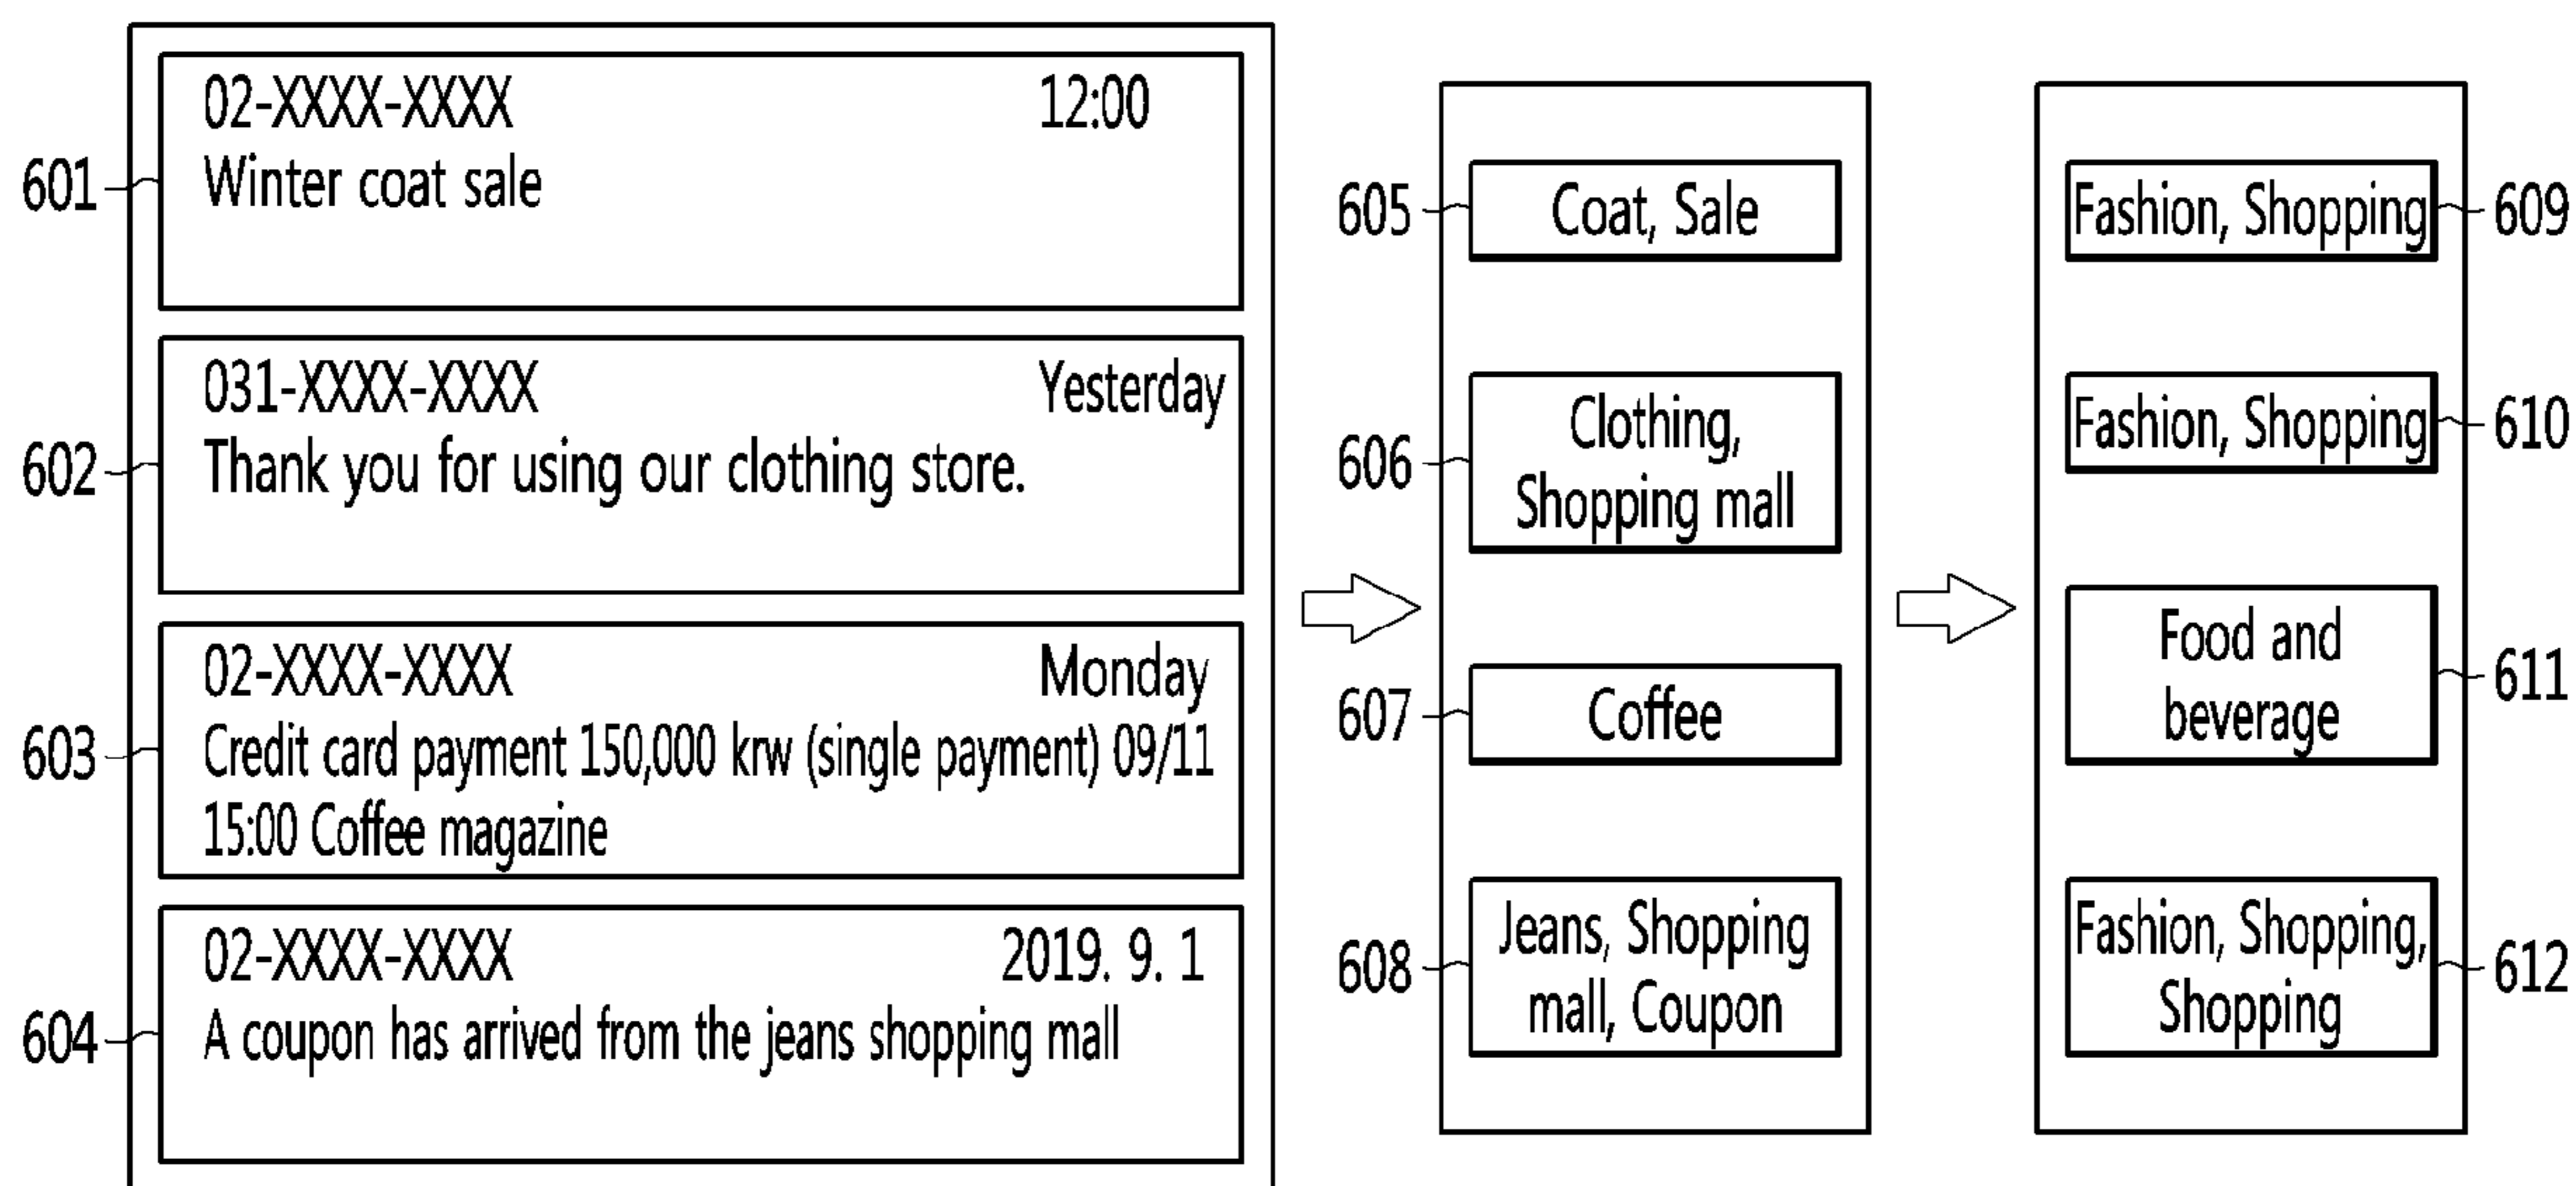 601
02-XXXX-XXXX 12:00
Winter coat sale
602
031-XXXX-XXXX Yesterday
Thank you for using our clothing store.
603
02-XXXX-XXXX Monday
Credit card payment 150,000 krw (single payment) 09/11
15:00 Coffee magazine
604
02-XXXX-XXXX 2019. 9. 1
A coupon has arrived from the jeans shopping mall
605
Coat, Sale
606
Clothing,
Shopping mall
607
Coffee
608
Jeans, Shopping
mall, Coupon
Fashion, Shopping
609
Fashion, Shopping
610
Food and
beverage
611
Fashion, Shopping,
Shopping
612